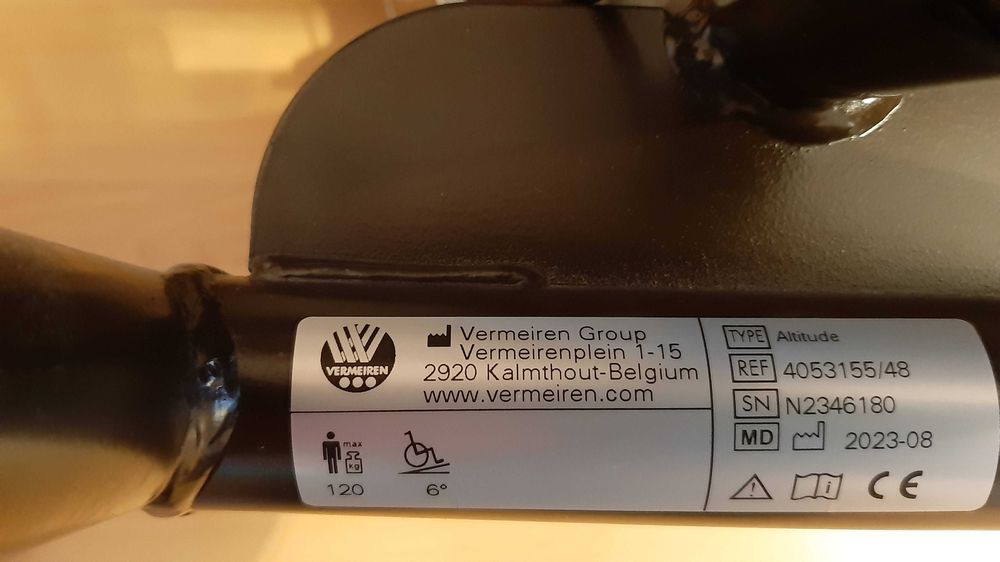 VERMEIREN
Vermeiren Group
Vermeirenplein 1-15
2920 Kalmthout-Belgium
www.vermeiren.com
max
kg
120
6°
TYPE Altitude
REF 4053155/48
SN N2346180
MD 2023-08
i
CE